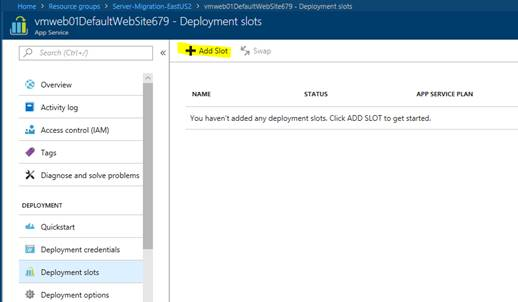 Home > Resource groups > Server-Migration-EastUS2 > vmweb01DefaultWebSite679 - Deployment slots
vmweb01DefaultWebSite679 - Deployment slots
App Service
Search (Ctrl+/)
Overview
Activity log
Access control (IAM)
Tags
Diagnose and solve problems
DEPLOYMENT
Quickstart
Deployment credentials
Deployment slots
Deployment options
Add Slot Swap
NAME STATUS APP SERVICE PLAN
You haven't added any deployment slots. Click ADD SLOT to get started.